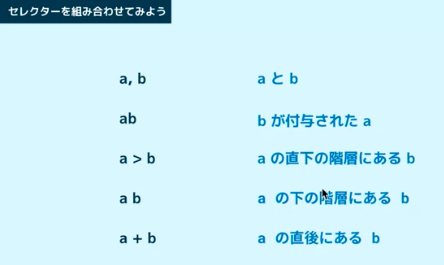 セレクターを組み合わせてみよう
a, b a と b
ab b が付与された a
a > b a の直下の階層にある b
a b a の下の階層にある b
a + b a の直後にある b